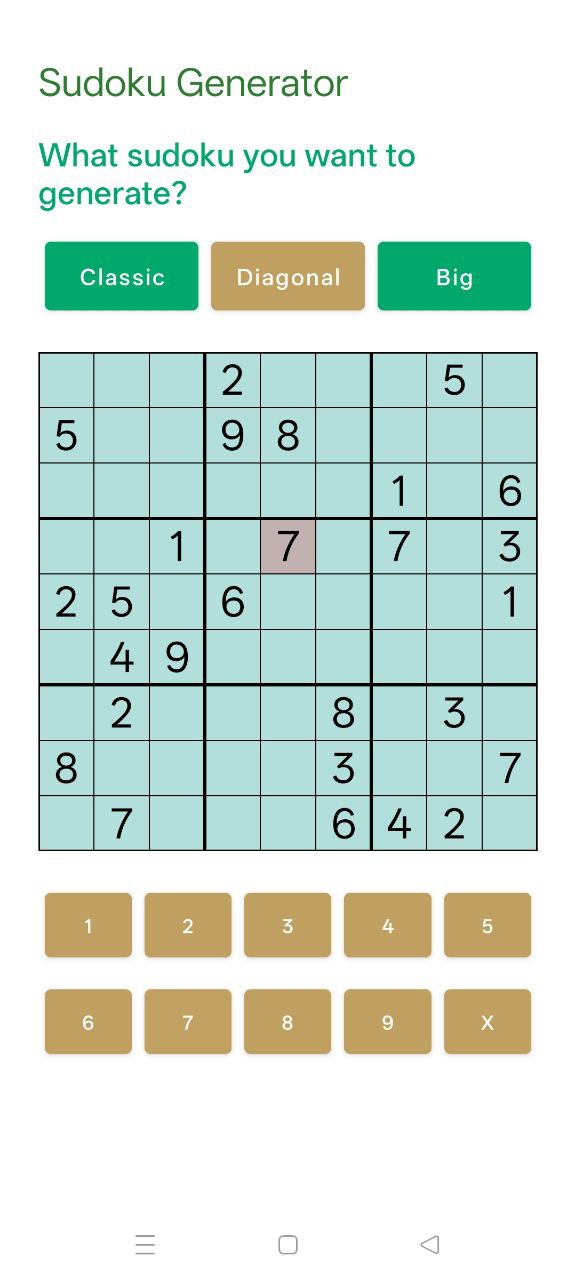 Sudoku Generator
What sudoku you want to
generate?
Classic Diagonal Big
2 5
5 9 8
1 6
1 7 7 3
2 5 6 1
4 9
2 8 3
8 3 7
7 6 4 2
1 2 3 4 5
6 7 8 9 X